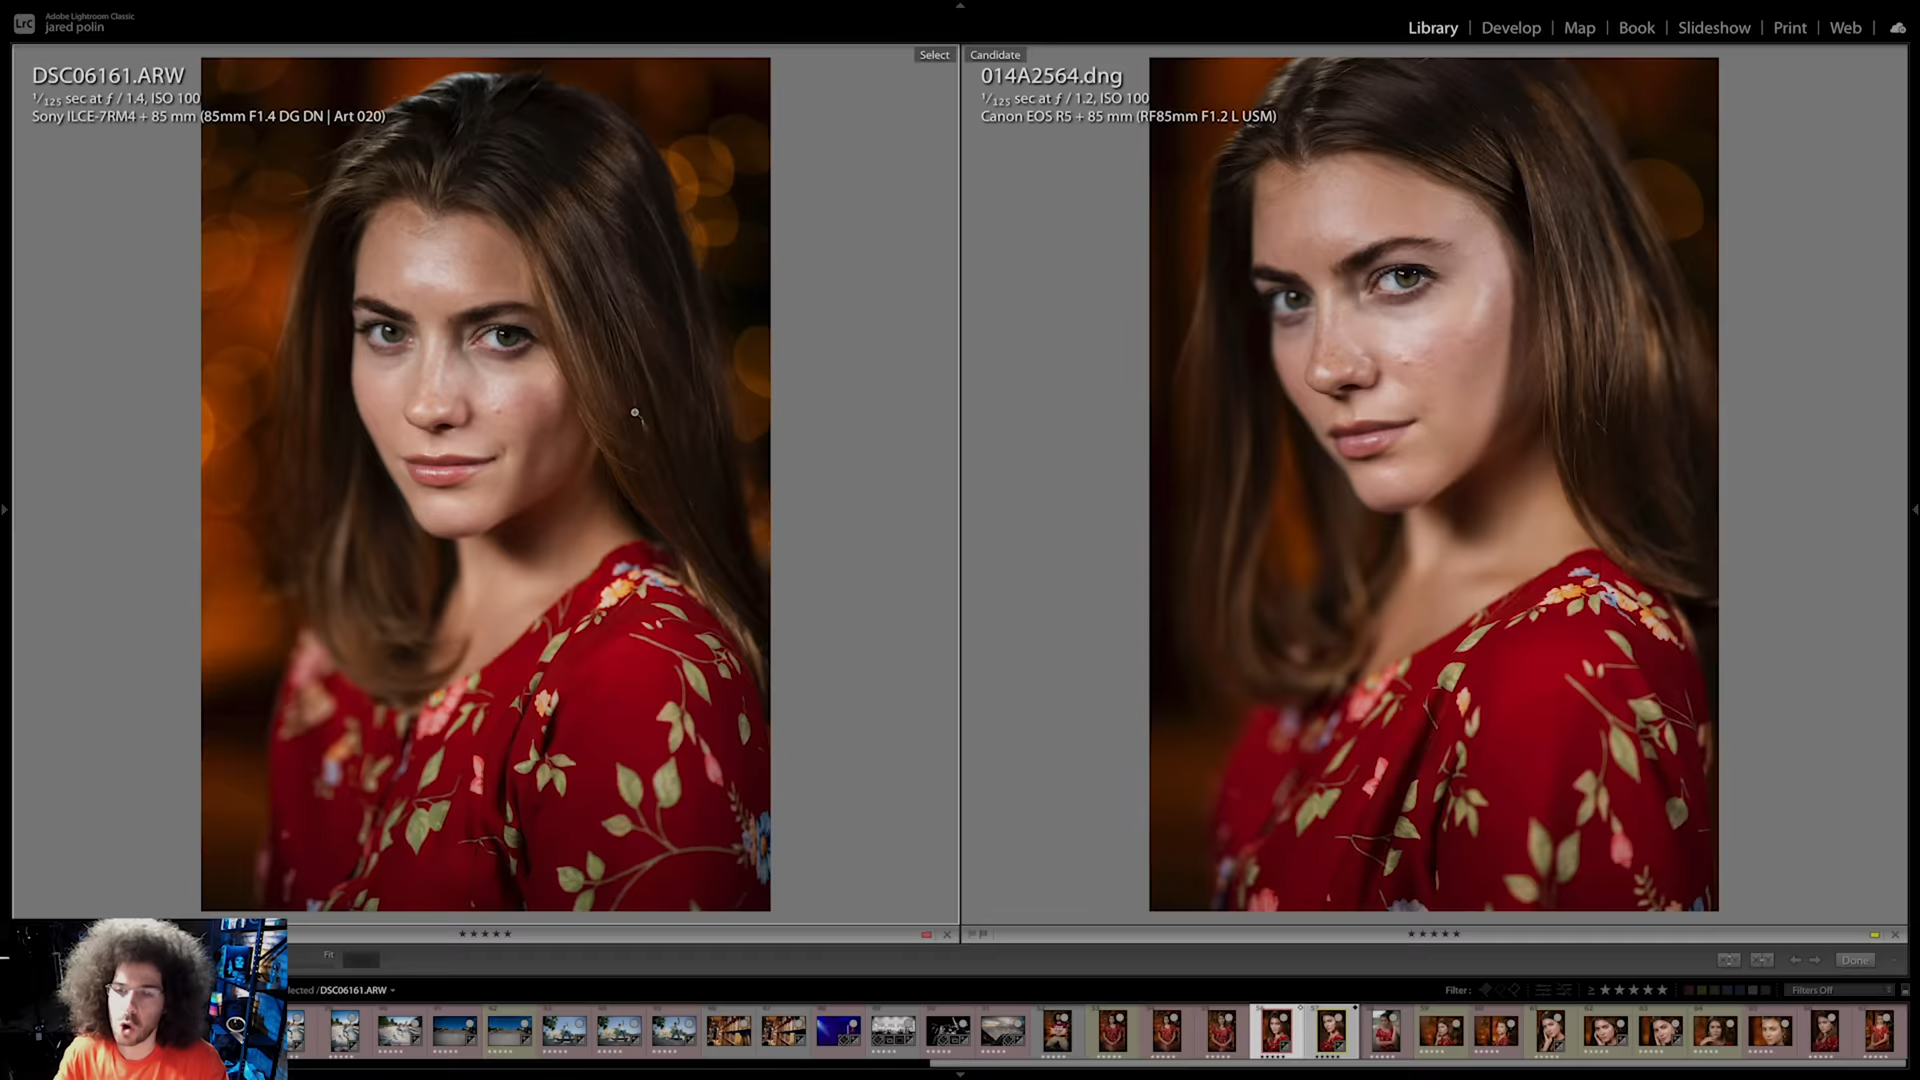 Lrc
Adobe Lightroom Classic
jared polin
Library | Develop | Map | Book | Slideshow | Print | Web |
Select
Candidate
DSC06161.ARW
1/125 sec at ƒ / 1.4, ISO 100
Sony ILCE-7RM4 + 85 mm (85mm F1.4 DG DN | Art 020)
014A2564.dng
1/125 sec at ƒ / 1.2, ISO 100
Canon EOS R5 + 85 mm (RF85mm F1.2 L USM)
Fit
Done
lected / DSC06161.ARW
Filter :
Filters Off